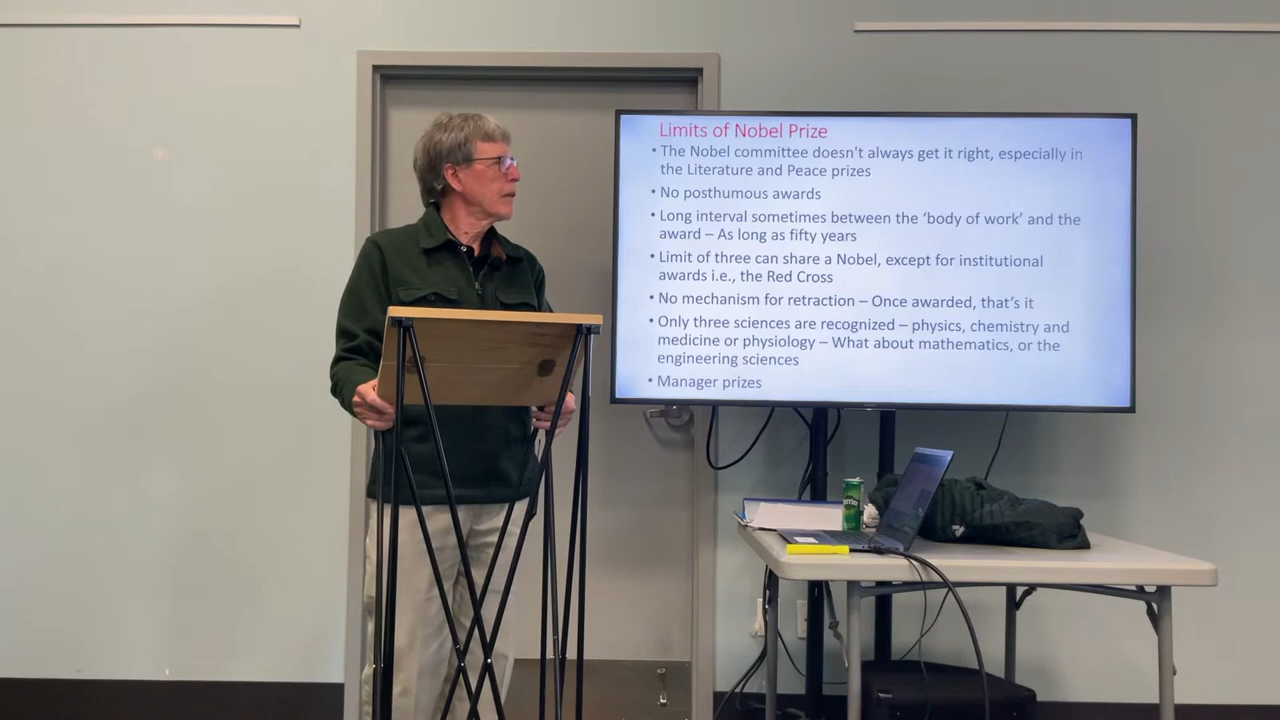 Limits of Nobel Prize
• The Nobel committee doesn't always get it right, especially in
the Literature and Peace prizes
• No posthumous awards
• Long interval sometimes between the ‘body of work’ and the
award – As long as fifty years
• Limit of three can share a Nobel, except for institutional
awards i.e., the Red Cross
• No mechanism for retraction – Once awarded, that’s it
• Only three sciences are recognized – physics, chemistry and
medicine or physiology – What about mathematics, or the
engineering sciences
• Manager prizes